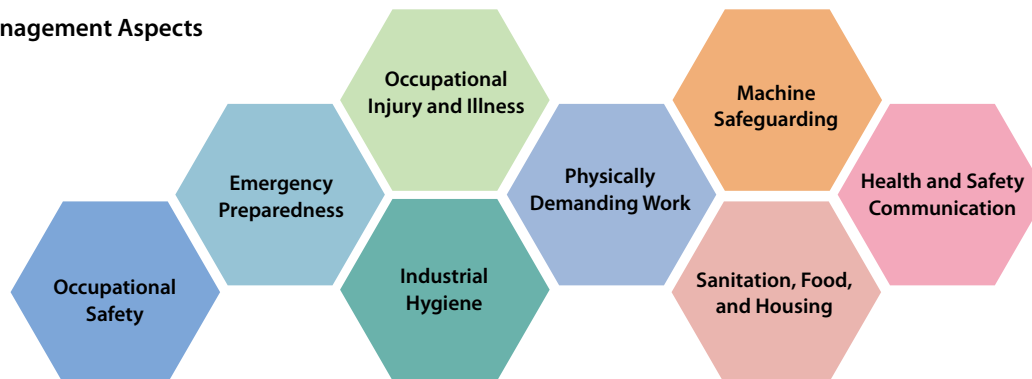 nagement Aspects
Occupational
Injury and Illness
Machine
Safeguarding
Emergency
Preparedness
Physically
Demanding Work
Health and Safety
Communication
Occupational
Safety
Industrial
Hygiene
Sanitation, Food,
and Housing